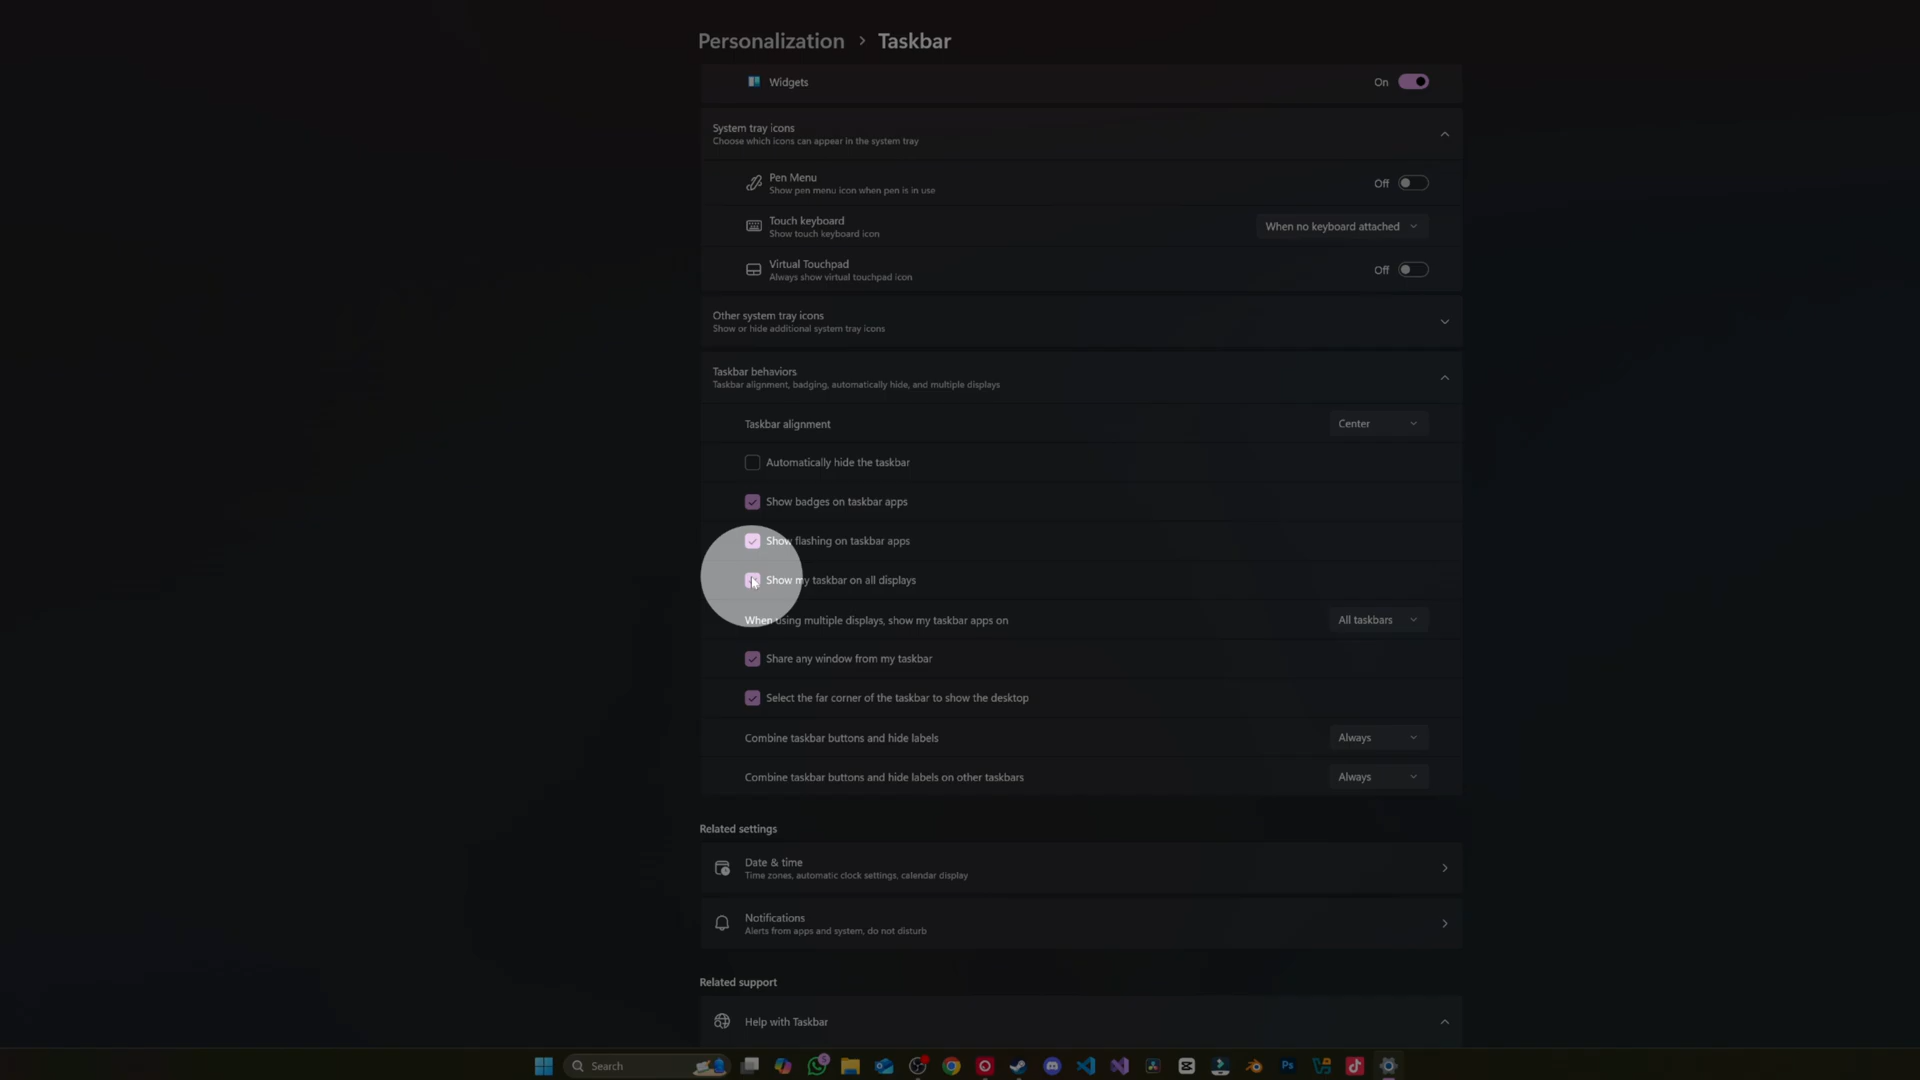 Personalization > Taskbar
Widgets
On
System tray icons
Choose which icons can appear in the system tray
Pen Menu
Show pen menu icon when pen is in use
Off
Touch keyboard
Show touch keyboard icon
When no keyboard attached
Virtual Touchpad
Always show virtual touchpad icon
Off
Other system tray icons
Show or hide additional system tray icons
Taskbar behaviors
Taskbar alignment, badging, automatically hide, and multiple displays
Taskbar alignment
Center
Automatically hide the taskbar
Show badges on taskbar apps
Show flashing on taskbar apps
Show my taskbar on all displays
When using multiple displays, show my taskbar apps on
All taskbars
Share any window from my taskbar
Select the far corner of the taskbar to show the desktop
Combine taskbar buttons and hide labels
Always
Combine taskbar buttons and hide labels on other taskbars
Always
Related settings
Date & time
Time zones, automatic clock settings, calendar display
Notifications
Alerts from apps and system, do not disturb
Related support
Help with Taskbar
Search
Ps